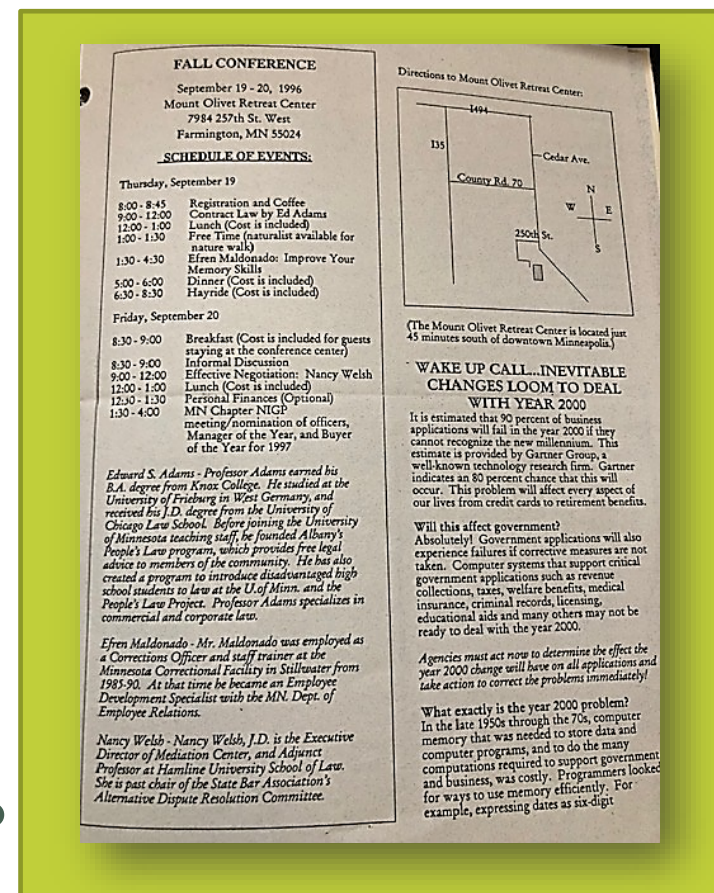 FALL CONFERENCE
September 19 - 20, 1996
Mount Olivet Retreat Center
7984 257th St. West
Farmington, MN 55024
SCHEDULE OF EVENTS:
Thursday, September 19
8:00 - 8:45 Registration and Coffee
9:00 - 12:00 Contract Law by Ed Adams
12:00 - 1:00 Lunch (Cost is included)
1:00 - 1:30 Free Time (naturalist available for
nature walk)
1:30 - 4:30 Efren Maldonado: Improve Your
Memory Skills
5:00 - 6:00 Dinner (Cost is included)
6:30 - 8:30 Hayride (Cost is included)
Friday, September 20
8:30 - 9:00 Breakfast (Cost is included for guests
staying at the conference center)
8:30 - 9:00 Informal Discussion
9:00 - 12:00 Effective Negotiation: Nancy Welsh
12:00 - 1:00 Lunch (Cost is included)
12:30 - 1:30 Personal Finances (Optional)
1:30 - 4:00 MN Chapter NIGP
meeting/nomination of officers,
Manager of the Year, and Buyer
of the Year for 1997
Edward S. Adams - Professor Adams earned his
B.A. degree from Knox College. He studied at the
University of Frieburg in West Germany, and
received his J.D. degree from the University of
Chicago Law School. Before joining the University
of Minnesota teaching staff, he founded Albany's
People's Law program, which provides free legal
advice to members of the community. He has also
created a program to introduce disadvantaged high
school students to law at the U.of Minn. and the
People's Law Project. Professor Adams specializes in
commercial and corporate law.
Efren Maldonado - Mr. Maldonado was employed as
a Corrections Officer and staff trainer at the
Minnesota Correctional Facility in Stillwater from
1985-90. At that time he became an Employee
Development Specialist with the MN. Dept. of
Employee Relations.
Nancy Welsh - Nancy Welsh, J.D. is the Executive
Director of Mediation Center, and Adjunct
Professor at Hamline University School of Law.
She is past chair of the State Bar Association's
Alternative Dispute Resolution Committee.
Directions to Mount Olivet Retreat Center:
I494
I35
Cedar Ave.
County Rd. 70
N
W E
S
250th St.
(The Mount Olivet Retreat Center is located just
45 minutes south of downtown Minneapolis.)
WAKE UP CALL...INEVITABLE
CHANGES LOOM TO DEAL
WITH YEAR 2000
It is estimated that 90 percent of business
applications will fail in the year 2000 if they
cannot recognize the new millennium. This
estimate is provided by Gartner Group, a
well-known technology research firm. Gartner
indicates an 80 percent chance that this will
occur. This problem will affect every aspect of
our lives from credit cards to retirement benefits.
Will this affect government?
Absolutely! Government applications will also
experience failures if corrective measures are not
taken. Computer systems that support critical
government applications such as revenue
collections, taxes, welfare benefits, medical
insurance, criminal records, licensing,
educational aids and many others may not be
ready to deal with the year 2000.
Agencies must act now to determine the effect the
year 2000 change will have on all applications and
take action to correct the problems immediately!
What exactly is the year 2000 problem?
In the late 1950s through the 70s, computer
memory that was needed to store data and
computer programs, and to do the many
computations required to support government
and business, was costly. Programmers looked
for ways to use memory efficiently. For
example, expressing dates as six-digit